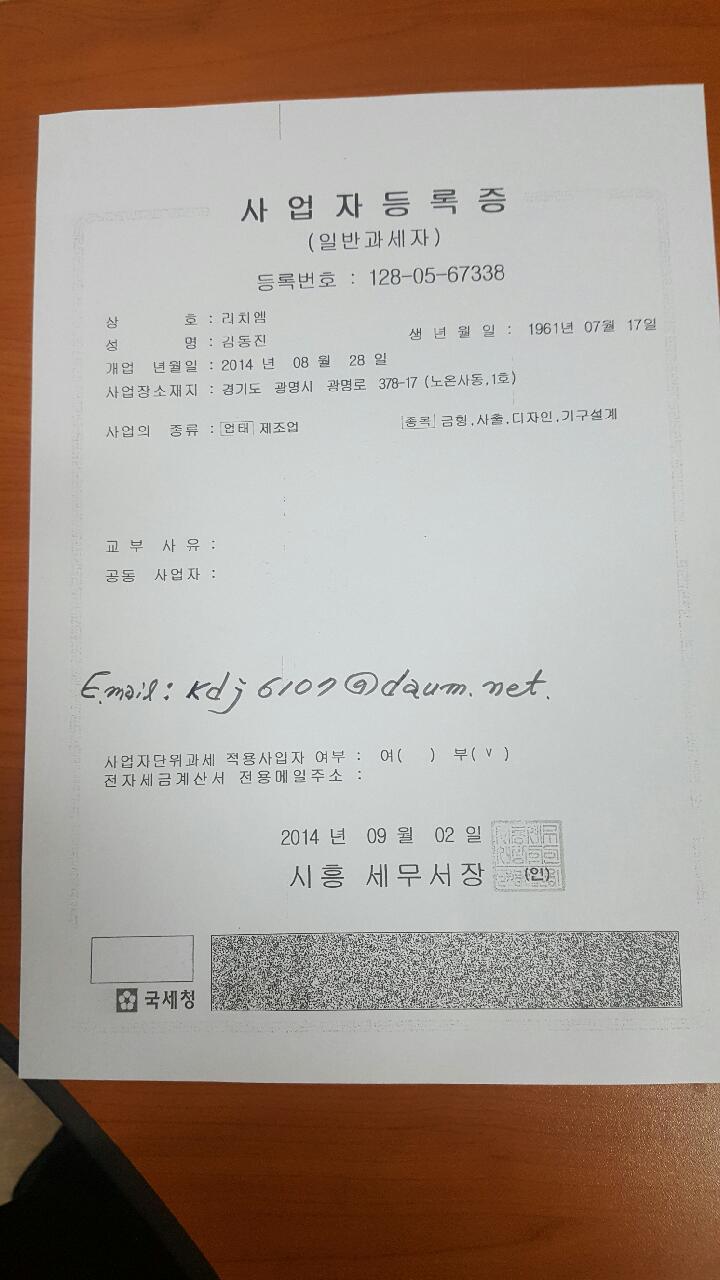 사업자등록증
(일반과세자)
등록번호 : 128-05-67338
상 호 : 리치엠
성 명 : 김동진 생년월일 : 1961년 07월 17일
개업 년월일 : 2014 년 08 월 28 일
사업장소재지 : 경기도 광명시 광명로 378-17 (노온사동,1호)
사업의 종류 : 업태 제조업 종목 금형,사출,디자인,기구설계
교부 사유 :
공동 사업자 :
Email: kdj6107@daum.net.
사업자단위과세 적용사업자 여부 : 여( ) 부( v )
전자세금계산서 전용메일주소 :
2014 년 09 월 02 일
시흥 세무서장 (인)
국세청